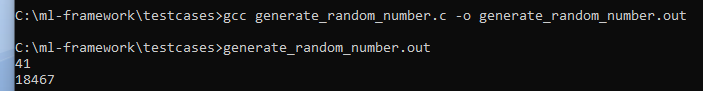 C:\ml-framework\testcases>gcc generate_random_number.c -o generate_random_number.out
C:\ml-framework\testcases>generate_random_number.out
41
18467